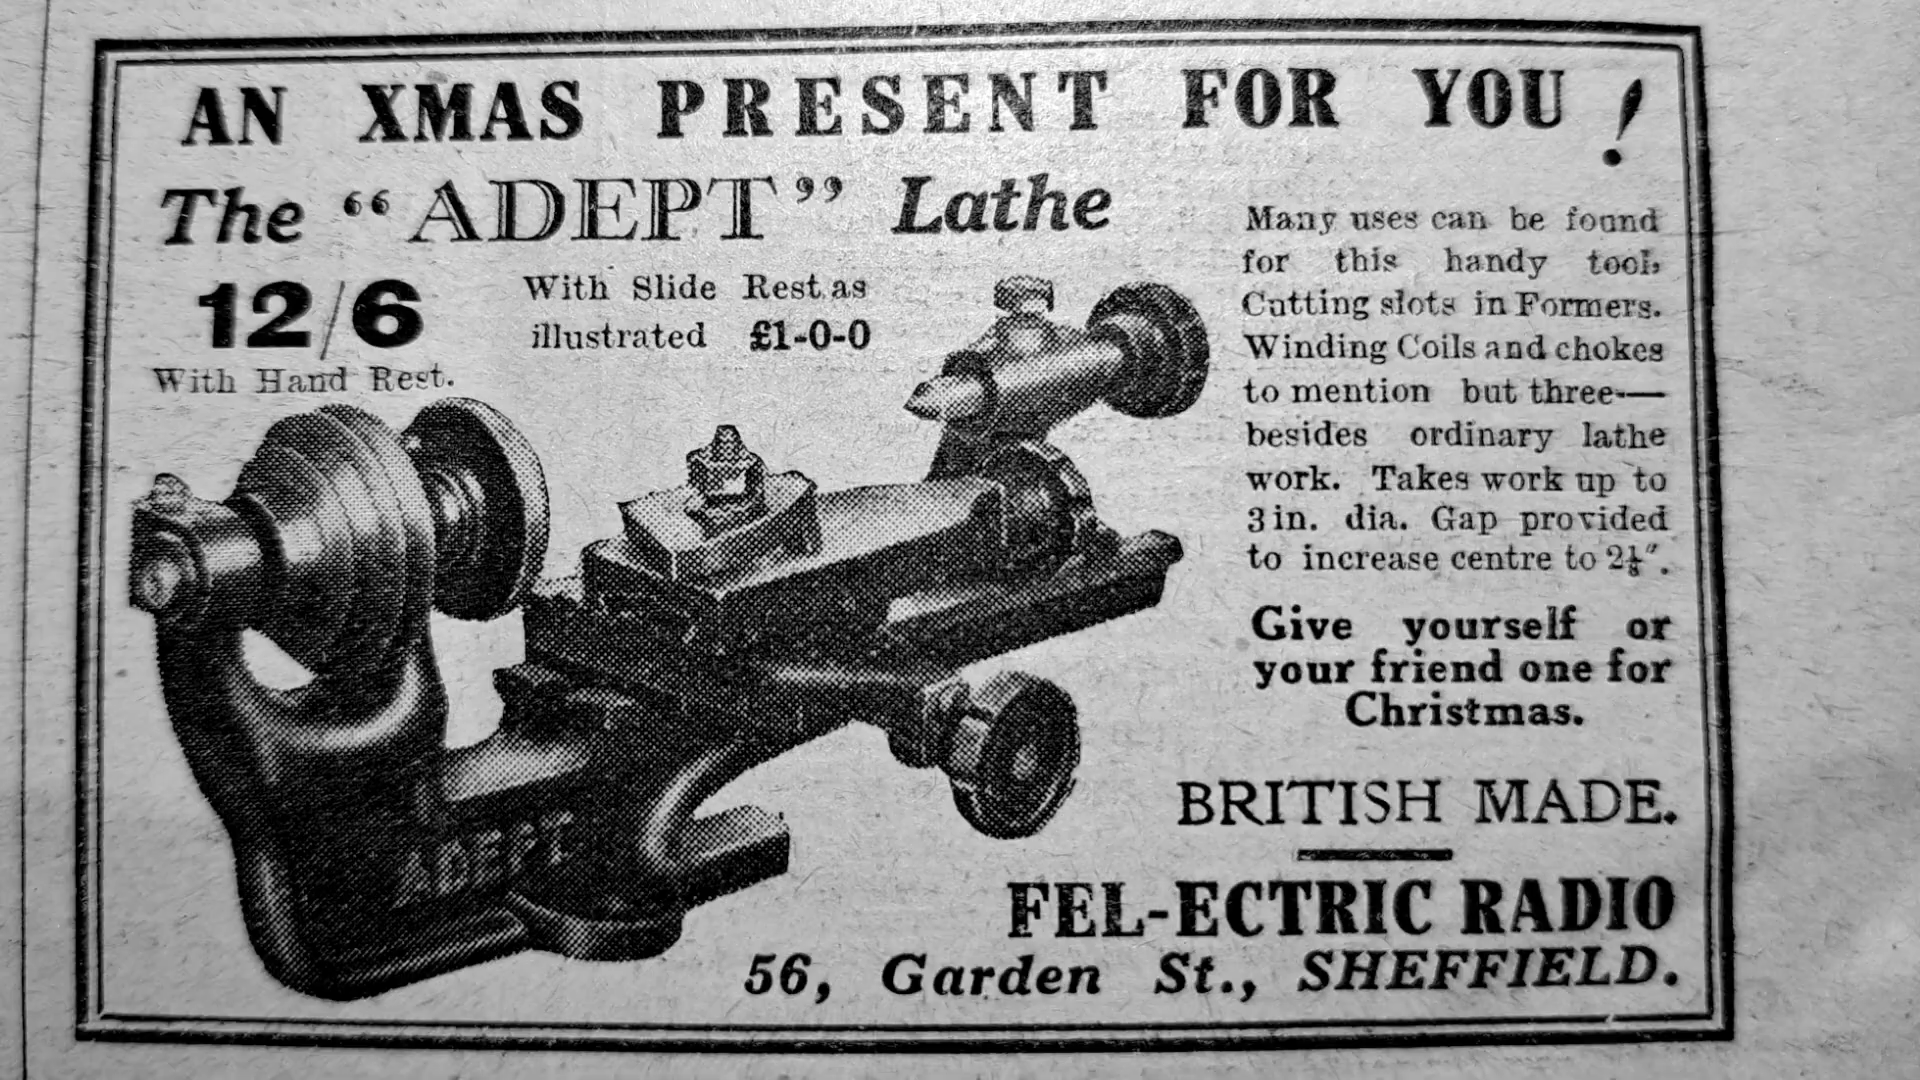 AN XMAS PRESENT FOR YOU!
The “ADEPT” Lathe
12/6
With Hand Rest.
With Slide Rest as
illustrated £1-0-0
Many uses can be found
for this handy tool,
Cutting slots in Formers.
Winding Coils and chokes
to mention but three—
besides ordinary lathe
work. Takes work up to
3 in. dia. Gap provided
to increase centre to 2⅛″.
Give yourself or
your friend one for
Christmas.
BRITISH MADE.
ADEPT
FEL-ECTRIC RADIO
56, Garden St., SHEFFIELD.